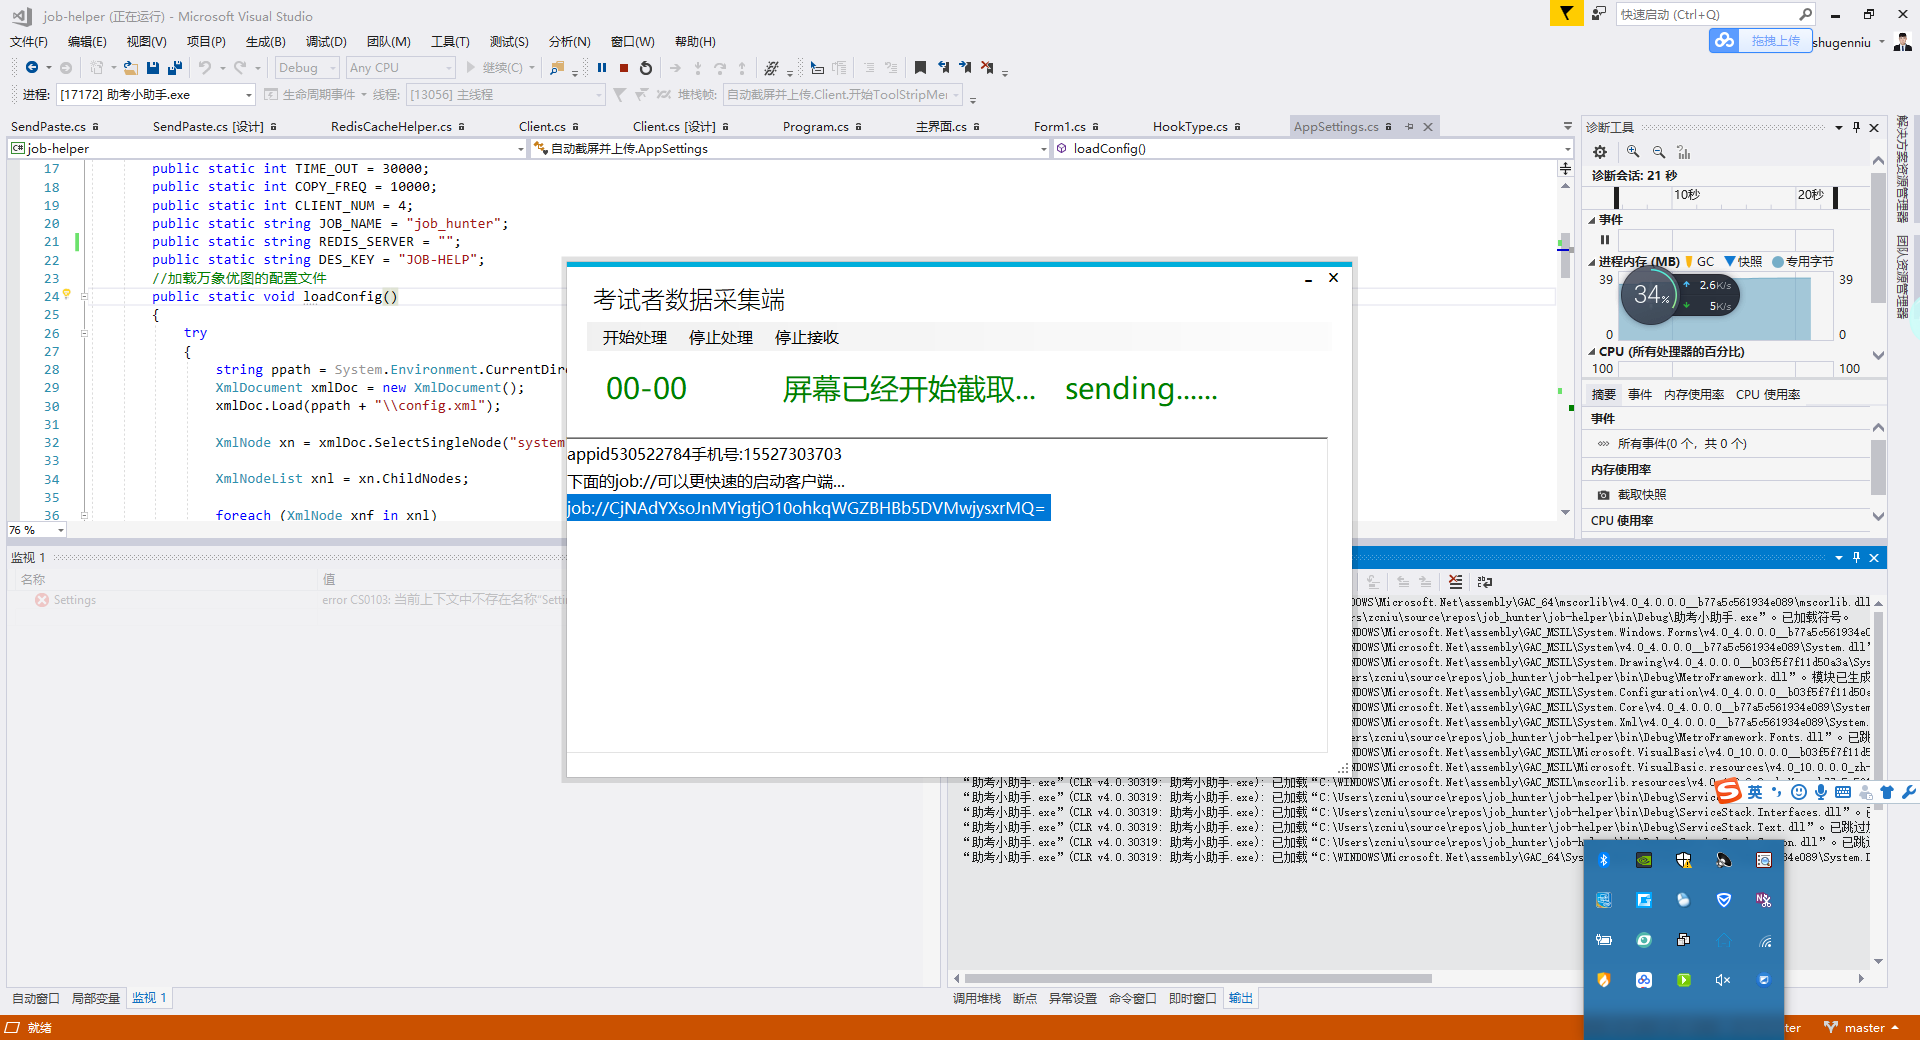 job-helper (正在运行) - Microsoft Visual Studio
快速启动 (Ctrl+Q)
文件(F) 编辑(E) 视图(V) 项目(P) 生成(B) 调试(D) 团队(M) 工具(T) 测试(S) 分析(N) 窗口(W) 帮助(H)
拖拽上传 shugenniu
Debug Any CPU 继续(C)
进程: [17172] 助考小助手.exe 生命周期事件 线程: [13056] 主线程 堆栈帧: 自动截屏并上传.Client.开始ToolStripMe
SendPaste.cs SendPaste.cs [设计] RedisCacheHelper.cs Client.cs Client.cs [设计] Program.cs 主界面.cs Form1.cs HookType.cs AppSettings.cs
job-helper 自动截屏并上传.AppSettings loadConfig()
17 public static int TIME_OUT = 30000;
18 public static int COPY_FREQ = 10000;
19 public static int CLIENT_NUM = 4;
20 public static string JOB_NAME = "job_hunter";
21 public static string REDIS_SERVER = "";
22 public static string DES_KEY = "JOB-HELP";
23 //加载万象优图的配置文件
24 public static void loadConfig()
25 {
26 try
27 {
28 string ppath = System.Environment.CurrentDir
29 XmlDocument xmlDoc = new XmlDocument();
30 xmlDoc.Load(ppath + "\\config.xml");
31
32 XmlNode xn = xmlDoc.SelectSingleNode("system
33
34 XmlNodeList xnl = xn.ChildNodes;
35
36 foreach (XmlNode xnf in xnl)
76 %
考试者数据采集端
开始处理 停止处理 停止接收
00-00 屏幕已经开始截取... sending......
appid530522784手机号:15527303703
下面的job://可以更快速的启动客户端...
job://CjNAdYXsoJnMYigtjO10ohkqWGZBHBb5DVMwjysxrMQ=
诊断工具
诊断会话: 21 秒
10秒 20秒
事件
进程内存 (MB) GC 快照 专用字节
39 39
34% 2.6K/s
5K/s
0 0
CPU (所有处理器的百分比)
100 100
摘要 事件 内存使用率 CPU 使用率
事件
所有事件(0 个，共 0 个)
内存使用率
截取快照
CPU 使用率
解决方案资源管理器
团队资源管理器
监视 1
名称 值
Settings error CS0103: 当前上下文中不存在名称"Setti
DOWS\Microsoft.Net\assembly\GAC_64\mscorlib\v4.0_4.0.0.0__b77a5c561934e089\mscorlib.dll
rs\zcniu\source\repos\job_hunter\job-helper\bin\Debug\助考小助手.exe”。已加载符号。
NDOWS\Microsoft.Net\assembly\GAC_MSIL\System.Windows.Forms\v4.0_4.0.0.0__b77a5c561934e0
NDOWS\Microsoft.Net\assembly\GAC_MSIL\System\v4.0_4.0.0.0__b77a5c561934e089\System.dll”
NDOWS\Microsoft.Net\assembly\GAC_MSIL\System.Drawing\v4.0_4.0.0.0__b03f5f7f11d50a3a\Sys
ers\zcniu\source\repos\job_hunter\job-helper\bin\Debug\MetroFramework.dll”。模块已生成
NDOWS\Microsoft.Net\assembly\GAC_MSIL\System.Configuration\v4.0_4.0.0.0__b03f5f7f11d50a
NDOWS\Microsoft.Net\assembly\GAC_MSIL\System.Core\v4.0_4.0.0.0__b77a5c561934e089\System
NDOWS\Microsoft.Net\assembly\GAC_MSIL\System.Xml\v4.0_4.0.0.0__b77a5c561934e089\System.
ers\zcniu\source\repos\job_hunter\job-helper\bin\Debug\MetroFramework.Fonts.dll”。已跳
NDOWS\Microsoft.Net\assembly\GAC_MSIL\Microsoft.VisualBasic\v4.0_10.0.0.0__b03f5f7f11d5
NDOWS\Microsoft.Net\assembly\GAC_MSIL\Microsoft.VisualBasic.resources\v4.0_10.0.0.0_zh-
“助考小助手.exe”(CLR v4.0.30319: 助考小助手.exe): 已加载“C:\WINDOWS\Microsoft.Net\assembly\GAC_MSIL\mscorlib.resources\v4.0
“助考小助手.exe”(CLR v4.0.30319: 助考小助手.exe): 已加载“C:\Users\zcniu\source\repos\job_hunter\job-helper\bin\Debug\Service
“助考小助手.exe”(CLR v4.0.30319: 助考小助手.exe): 已加载“C:\Users\zcniu\source\repos\job_hunter\job-helper\bin\Debug\ServiceStack.Interfaces.dll”。已
“助考小助手.exe”(CLR v4.0.30319: 助考小助手.exe): 已加载“C:\Users\zcniu\source\repos\job_hunter\job-helper\bin\Debug\ServiceStack.Text.dll”。已跳过
“助考小助手.exe”(CLR v4.0.30319: 助考小助手.exe): 已加载“C:\Users\zcniu\source\repos\job_hunter\job-helper\bin\Debug\ServiceStack.Common.dll”。已跳
“助考小助手.exe”(CLR v4.0.30319: 助考小助手.exe): 已加载“C:\WINDOWS\Microsoft.Net\assembly\GAC_64\Sys 4e089\System.D
英
自动窗口 局部变量 监视 1
调用堆栈 断点 异常设置 命令窗口 即时窗口 输出
就绪 ter master